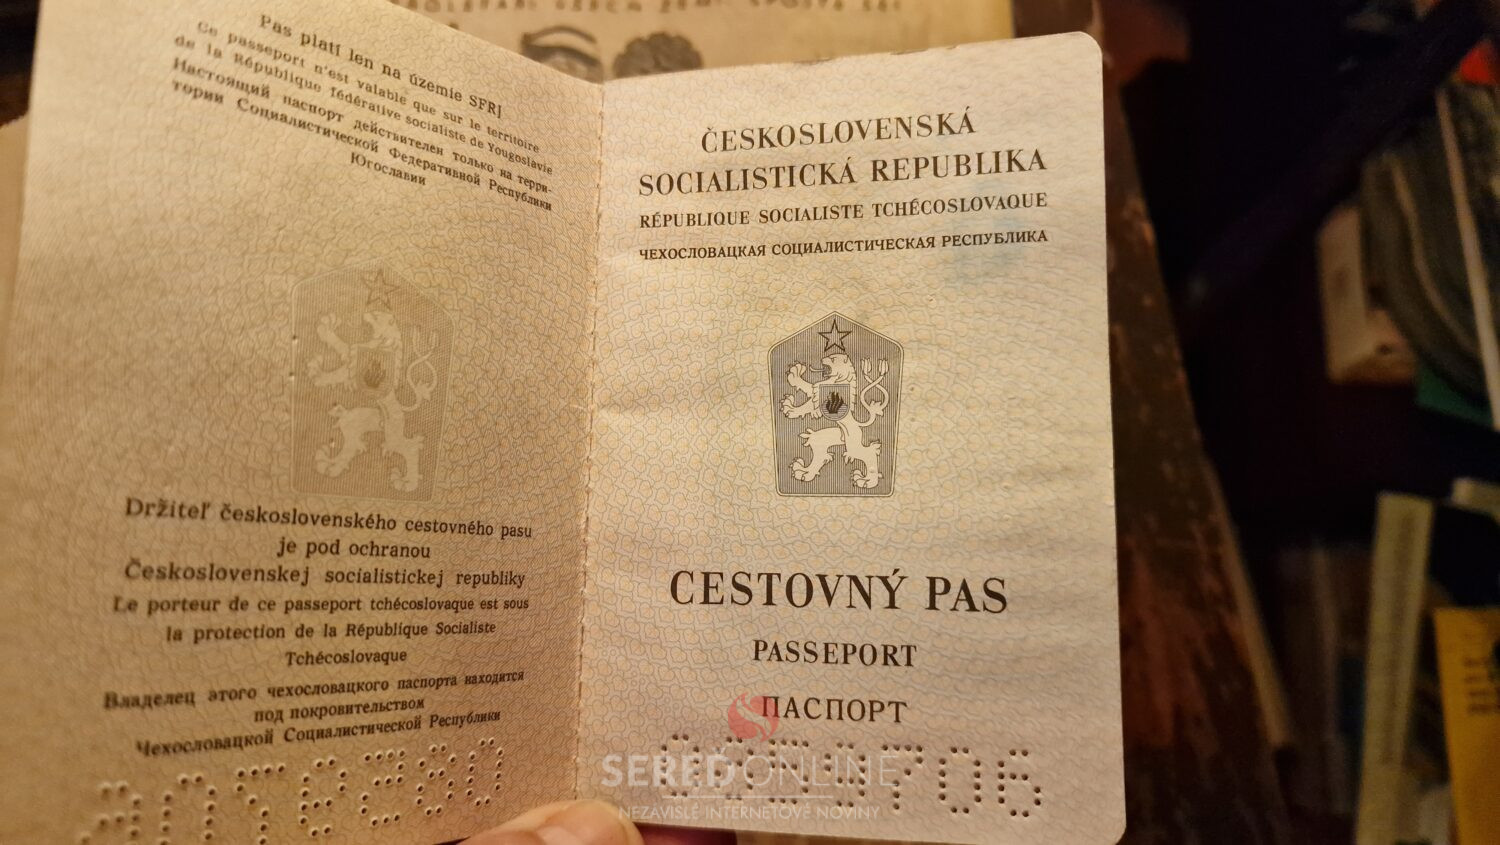 Pas platí len na území SFRJ
Ce passeport n'est valable que sur le territoire
de la République fédérative socialiste de Yougoslavie
Настоящий паспорт действителен только на терри-
тории Социалистической Федеративной Республики
Югославии
Držiteľ československého cestovného pasu
je pod ochranou
Československej socialistickej republiky
Le porteur de ce passeport tchécoslovaque est sous
la protection de la République Socialiste
Tchécoslovaque
Владелец этого чехословацкого паспорта находится
под покровительством
Чехословацкой Социалистической Республики
ČESKOSLOVENSKÁ
SOCIALISTICKÁ REPUBLIKA
RÉPUBLIQUE SOCIALISTE TCHÉCOSLOVAQUE
ЧЕХОСЛОВАЦКАЯ СОЦИАЛИСТИЧЕСКАЯ РЕСПУБЛИКА
CESTOVNÝ PAS
PASSEPORT
ПАСПОРТ
SEREĎONLINE
NEZÁVISLÉ INTERNETOVÉ NOVINY